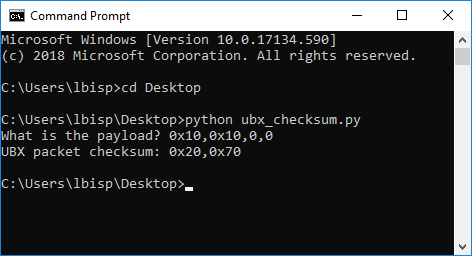 Command Prompt
Microsoft Windows [Version 10.0.17134.590]
(c) 2018 Microsoft Corporation. All rights reserved.
C:\Users\lbisp>cd Desktop
C:\Users\lbisp\Desktop>python ubx_checksum.py
What is the payload? 0x10,0x10,0,0
UBX packet checksum: 0x20,0x70
C:\Users\lbisp\Desktop>